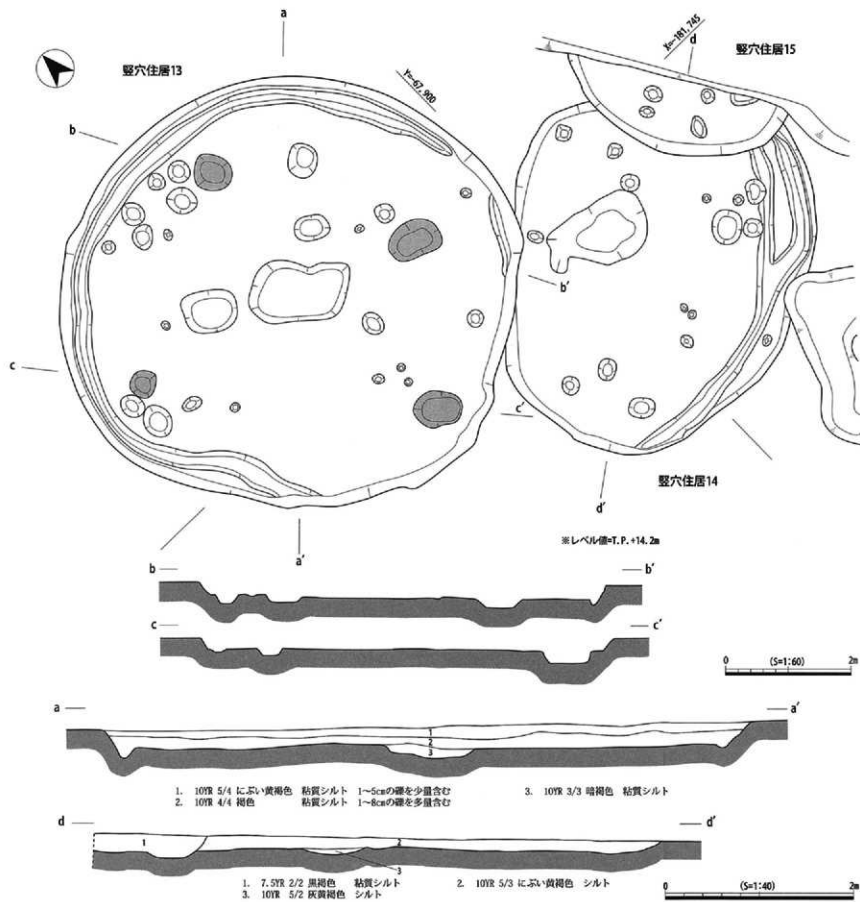 a
竪穴住居13
Y=-67,900
b
X=-181,745
d
竪穴住居15
b′
c
c′
竪穴住居14
a′
d′
※レベル値=T.P.+14.2m
b
b′
c
c′
0 (S=1:60) 2m
a
a′
1
2
3
1. 10YR 5/4 にぶい黄褐色 粘質シルト 1~5cmの礫を少量含む
2. 10YR 4/4 褐色 粘質シルト 1~8cmの礫を多量含む
3. 10YR 3/3 暗褐色 粘質シルト
d
d′
1
2
3
1. 7.5YR 2/2 黒褐色 粘質シルト
2. 10YR 5/3 にぶい黄褐色 シルト
3. 10YR 5/2 灰黄褐色 シルト
0 (S=1:40) 2m